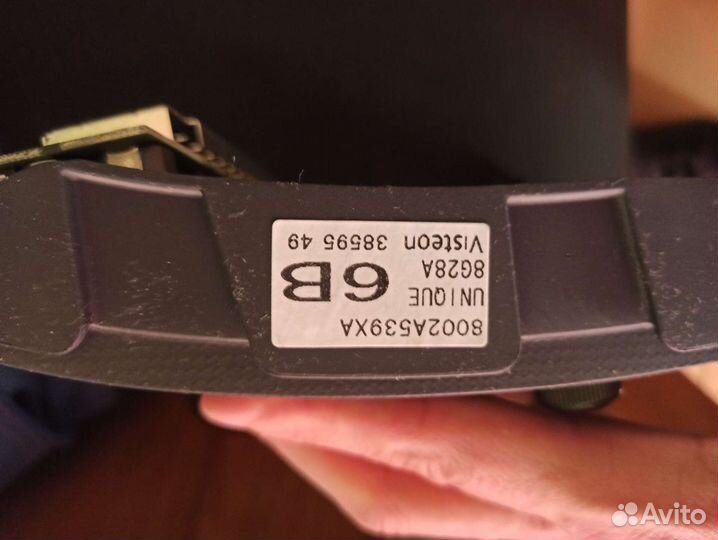 8002A539XA
UNIQUE 6B
8G28A
Visteon 38595 49
Avito